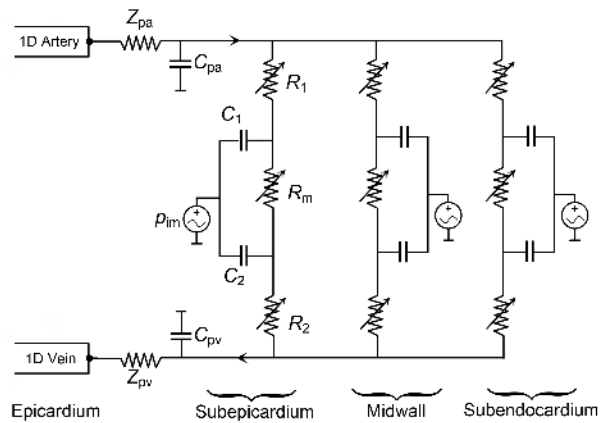 Z_pa
1D Artery
C_pa
R_1
C_1
R_m
p_im
C_2
R_2
C_pv
1D Vein
Z_pv
Epicardium Subepicardium Midwall Subendocardium